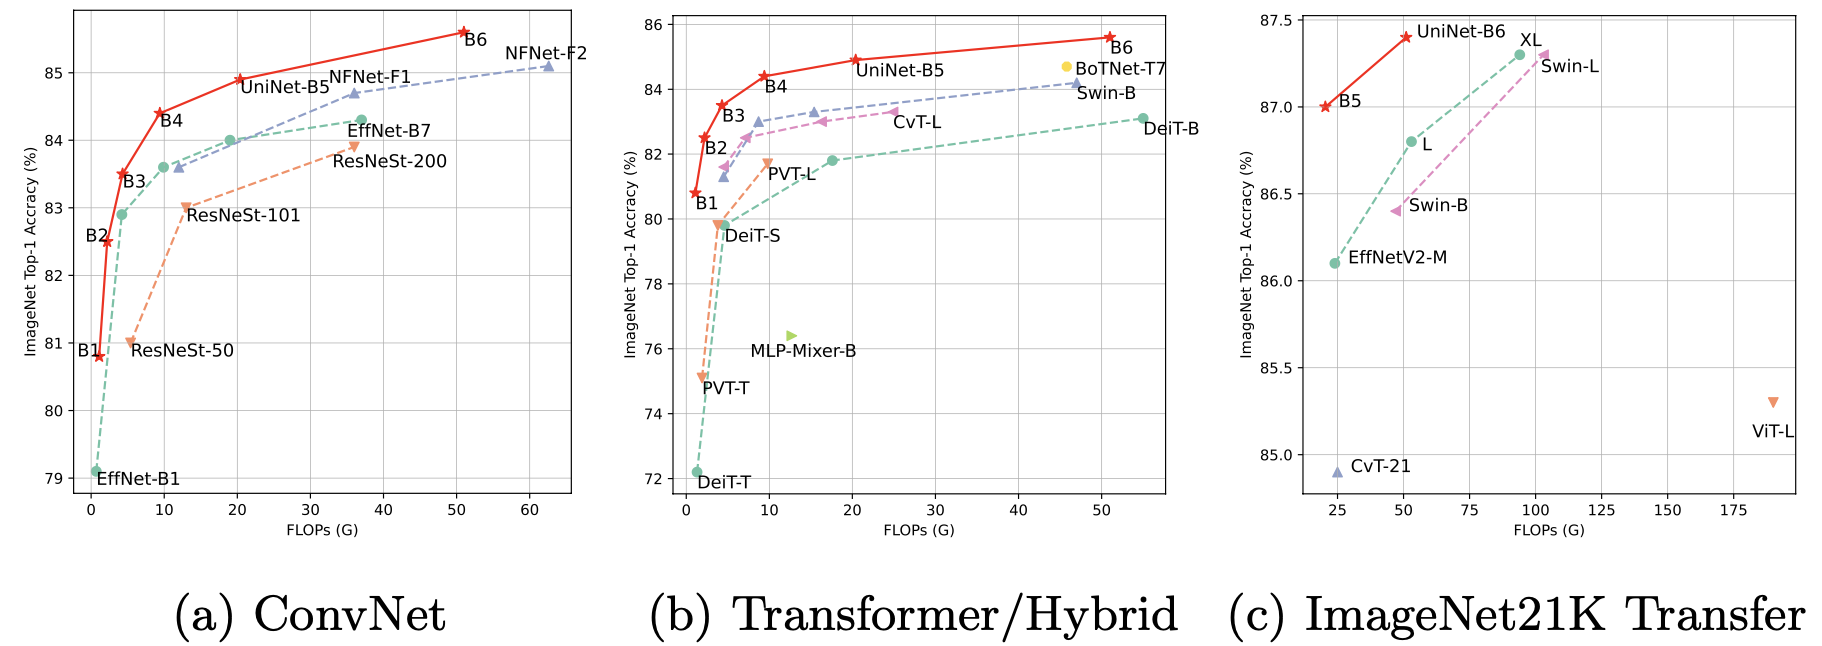 B6
NFNet-F2
NFNet-F1
UniNet-B5
B4
EffNet-B7
ResNeSt-200
B3
ResNeSt-101
B2
B1
ResNeSt-50
EffNet-B1
85
84
83
82
81
80
79
ImageNet Top-1 Accracy (%)
0 10 20 30 40 50 60
FLOPs (G)
(a) ConvNet
B6
BoTNet-T7
UniNet-B5
B4
Swin-B
B3
CvT-L
DeiT-B
B2
PVT-L
B1
DeiT-S
MLP-Mixer-B
PVT-T
DeiT-T
86
84
82
80
78
76
74
72
ImageNet Top-1 Accracy (%)
0 10 20 30 40 50
FLOPs (G)
(b) Transformer/Hybrid
UniNet-B6
XL
Swin-L
B5
L
Swin-B
EffNetV2-M
ViT-L
CvT-21
87.5
87.0
86.5
86.0
85.5
85.0
ImageNet Top-1 Accracy (%)
25 50 75 100 125 150 175
FLOPs (G)
(c) ImageNet21K Transfer